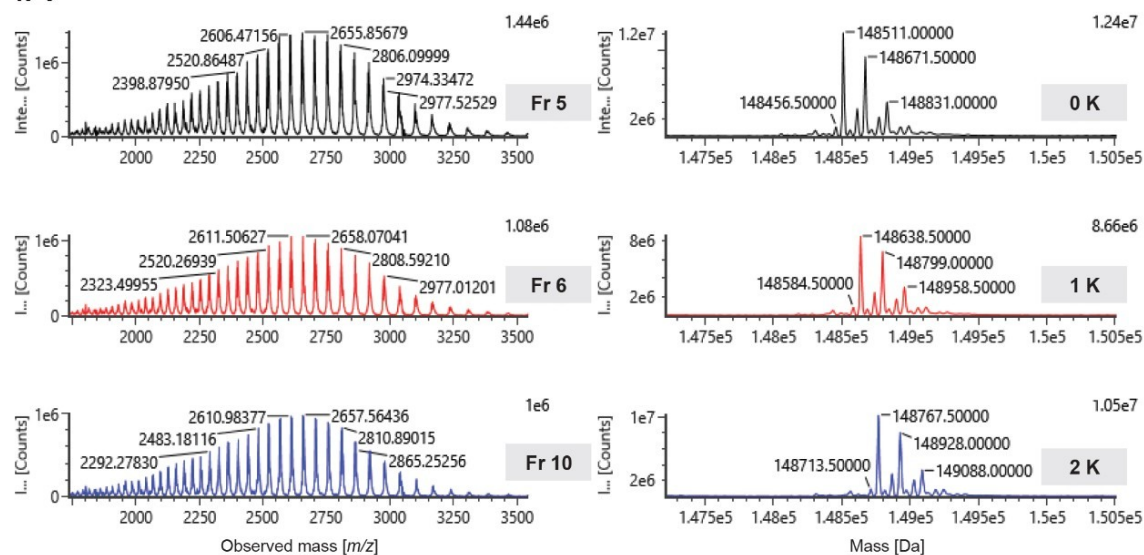 1.44e6
Inte... [Counts]
1e6
0
2398.87950
2520.86487
2606.47156
2655.85679
2806.09999
2974.33472
2977.52529
Fr 5
2000 2250 2500 2750 3000 3250 3500
1.24e7
Inte... [Counts]
1.2e7
2e6
148456.50000
148511.00000
148671.50000
148831.00000
0 K
1.475e5 1.48e5 1.485e5 1.49e5 1.495e5 1.5e5 1.505e5
1.08e6
I... [Counts]
1e6
0
2323.49955
2520.26939
2611.50627
2658.07041
2808.59210
2977.01201
Fr 6
2000 2250 2500 2750 3000 3250 3500
8.66e6
I... [Counts]
8e6
2e6
148584.50000
148638.50000
148799.00000
148958.50000
1 K
1.475e5 1.48e5 1.485e5 1.49e5 1.495e5 1.5e5 1.505e5
1e6
I... [Counts]
1e6
0
2292.27830
2483.18116
2610.98377
2657.56436
2810.89015
2865.25256
Fr 10
2000 2250 2500 2750 3000 3250 3500
Observed mass [m/z]
1.05e7
I... [Counts]
1e7
2e6
148713.50000
148767.50000
148928.00000
149088.00000
2 K
1.475e5 1.48e5 1.485e5 1.49e5 1.495e5 1.5e5 1.505e5
Mass [Da]